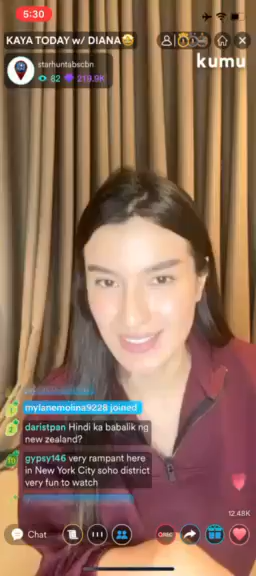 5:30
KAYA TODAY w/ DIANA🤩
starhuntabscbn
82 219.9K
kumu
mylanemolina9228 joined
daristpan Hindi ka babalik ng
new zealand?
gypsy146 very rampant here
in New York City soho district
very fun to watch
12.48K
Chat